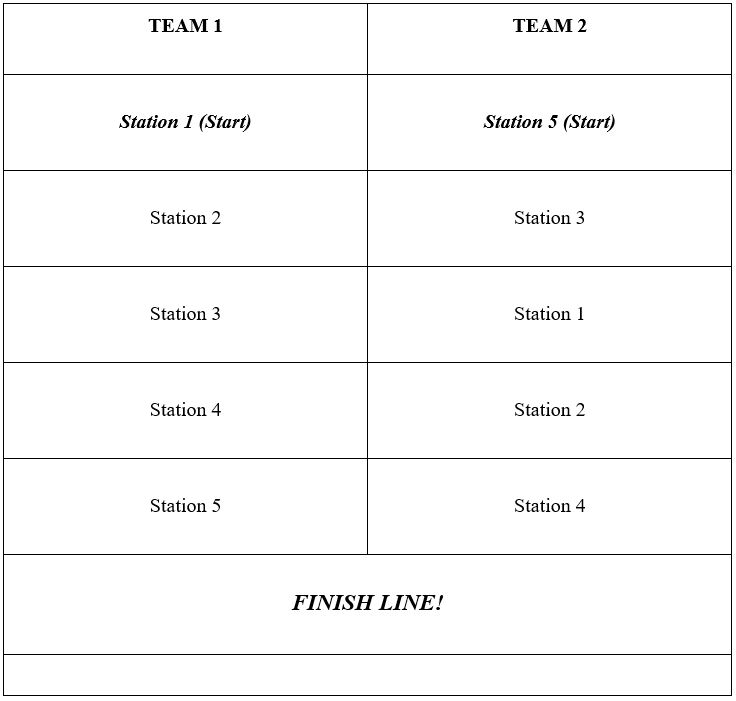 TEAM 1 TEAM 2
Station 1 (Start) Station 5 (Start)
Station 2 Station 3
Station 3 Station 1
Station 4 Station 2
Station 5 Station 4
FINISH LINE!